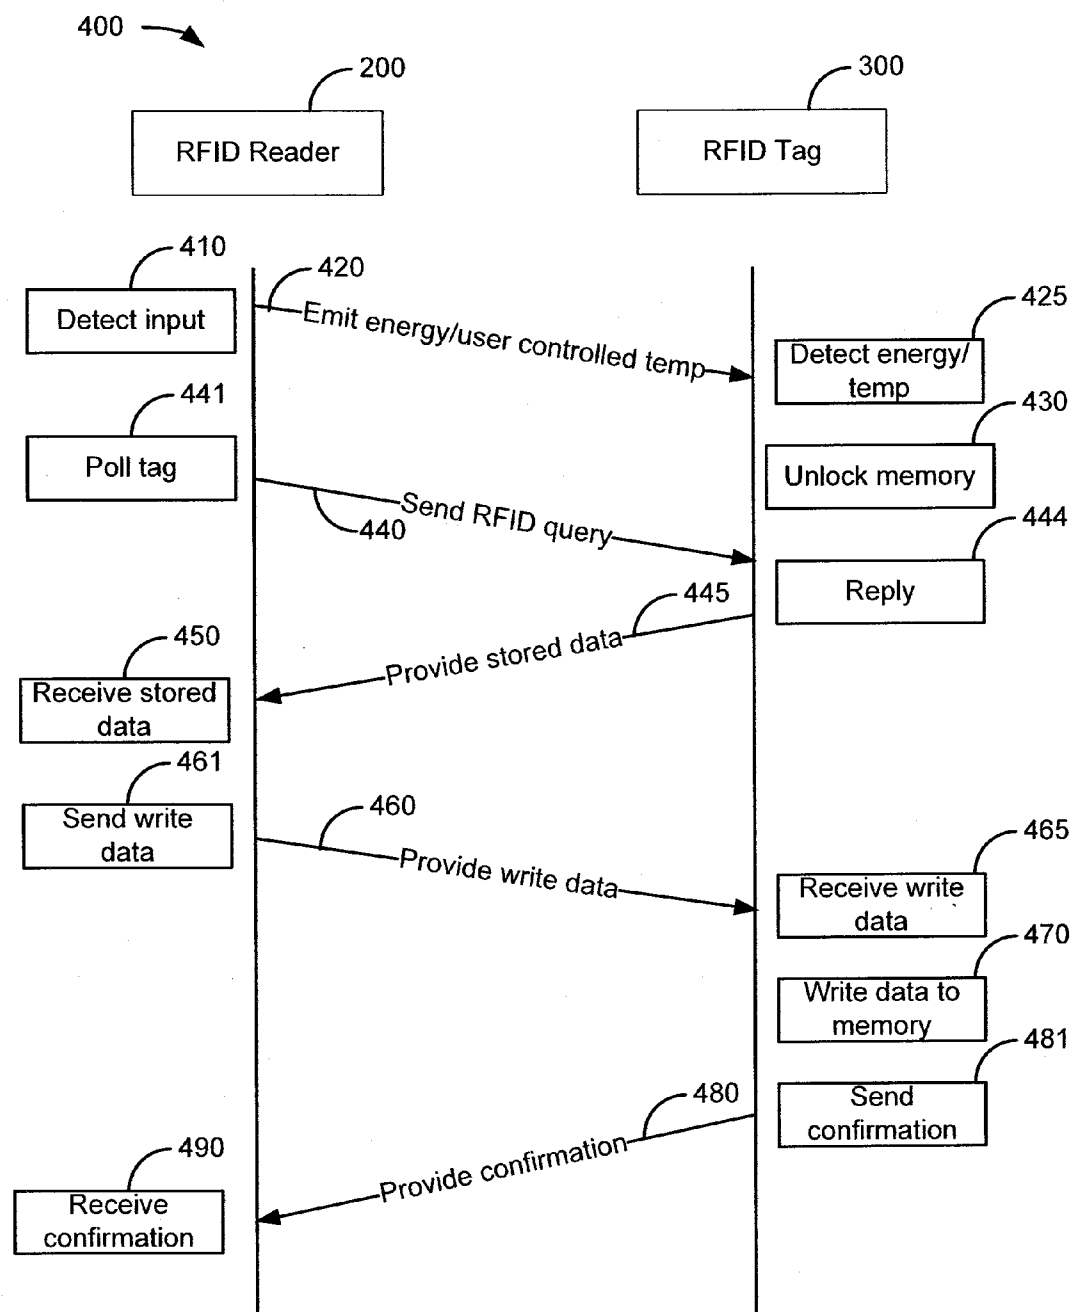 400
200
300
RFID Reader
RFID Tag
410
420
Emit energy/user controlled temp
425
Detect input
Detect energy/
temp
441
430
Poll tag
Unlock memory
Send RFID query
440
444
Reply
445
Provide stored data
450
Receive stored
data
461
Send write
data
460
Provide write data
465
Receive write
data
470
Write data to
memory
481
Send
confirmation
480
Provide confirmation
490
Receive
confirmation